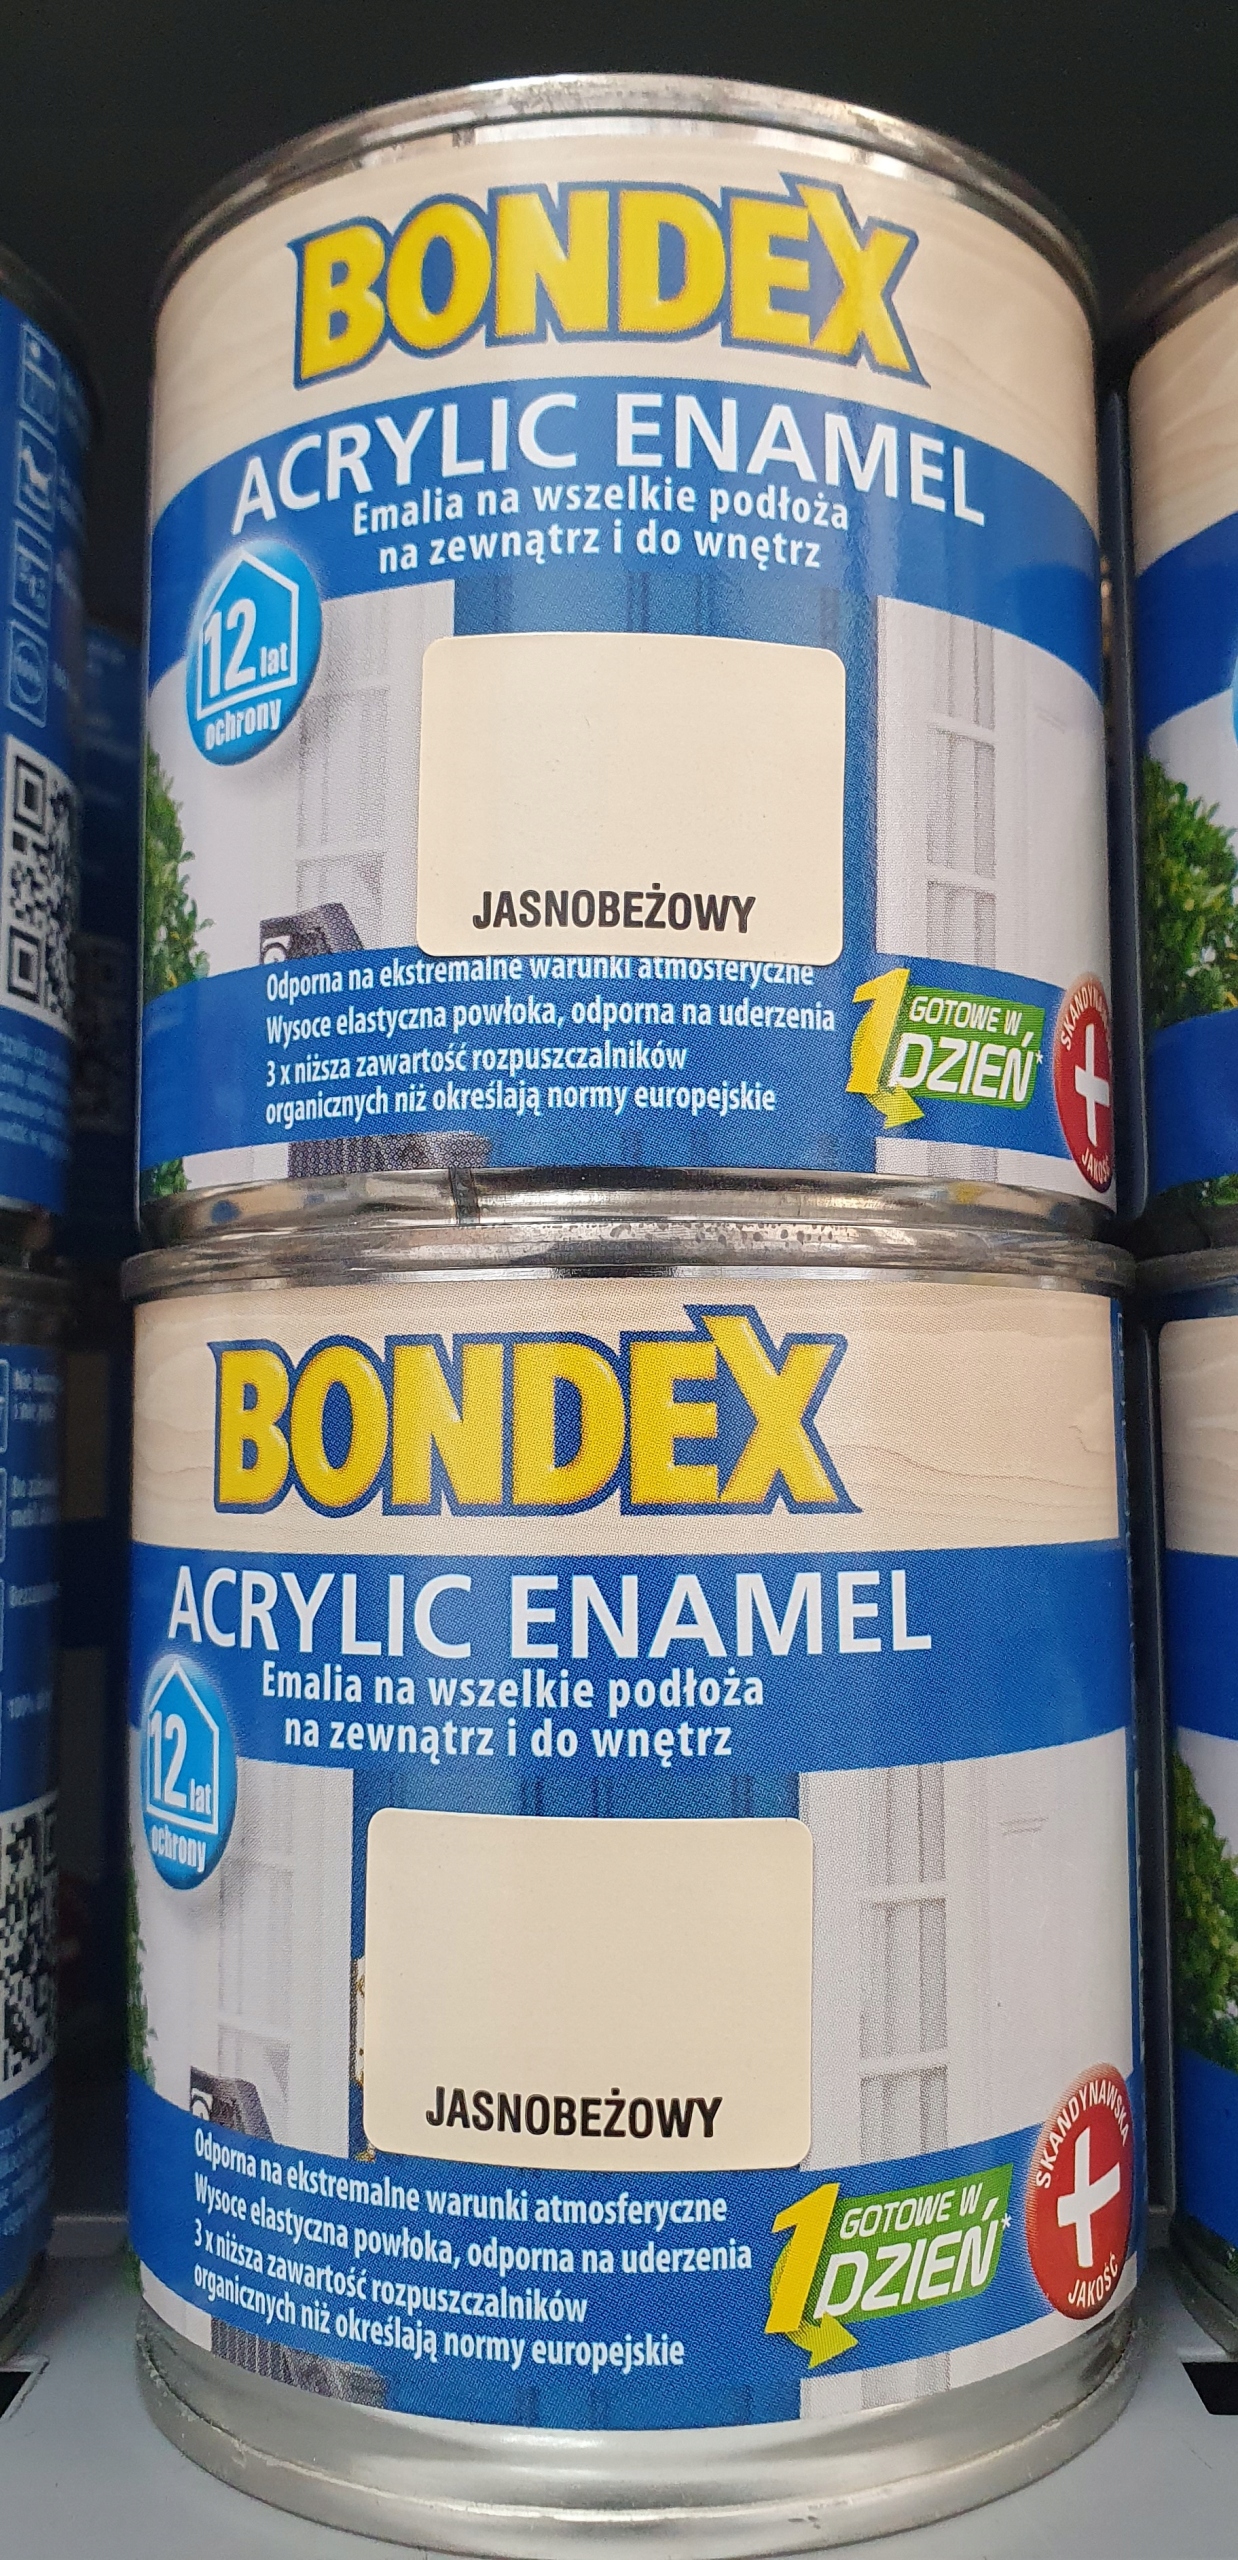 BONDEX
ACRYLIC ENAMEL
Emalia na wszelkie podłoża
na zewnątrz i do wnętrz
12 lat
ochrony
JASNOBEŻOWY
Odporna na ekstremalne warunki atmosferyczne
Wysoce elastyczna powłoka, odporna na uderzenia
3 x niższa zawartość rozpuszczalników
organicznych niż określają normy europejskie
1
GOTOWE W
DZIEŃ*
JAKOŚĆ
BONDEX
ACRYLIC ENAMEL
Emalia na wszelkie podłoża
na zewnątrz i do wnętrz
12 lat
ochrony
JASNOBEŻOWY
Odporna na ekstremalne warunki atmosferyczne
Wysoce elastyczna powłoka, odporna na uderzenia
3 x niższa zawartość rozpuszczalników
organicznych niż określają normy europejskie
1
GOTOWE W
DZIEŃ*
SKANDYNAWSKA
JAKOŚĆ